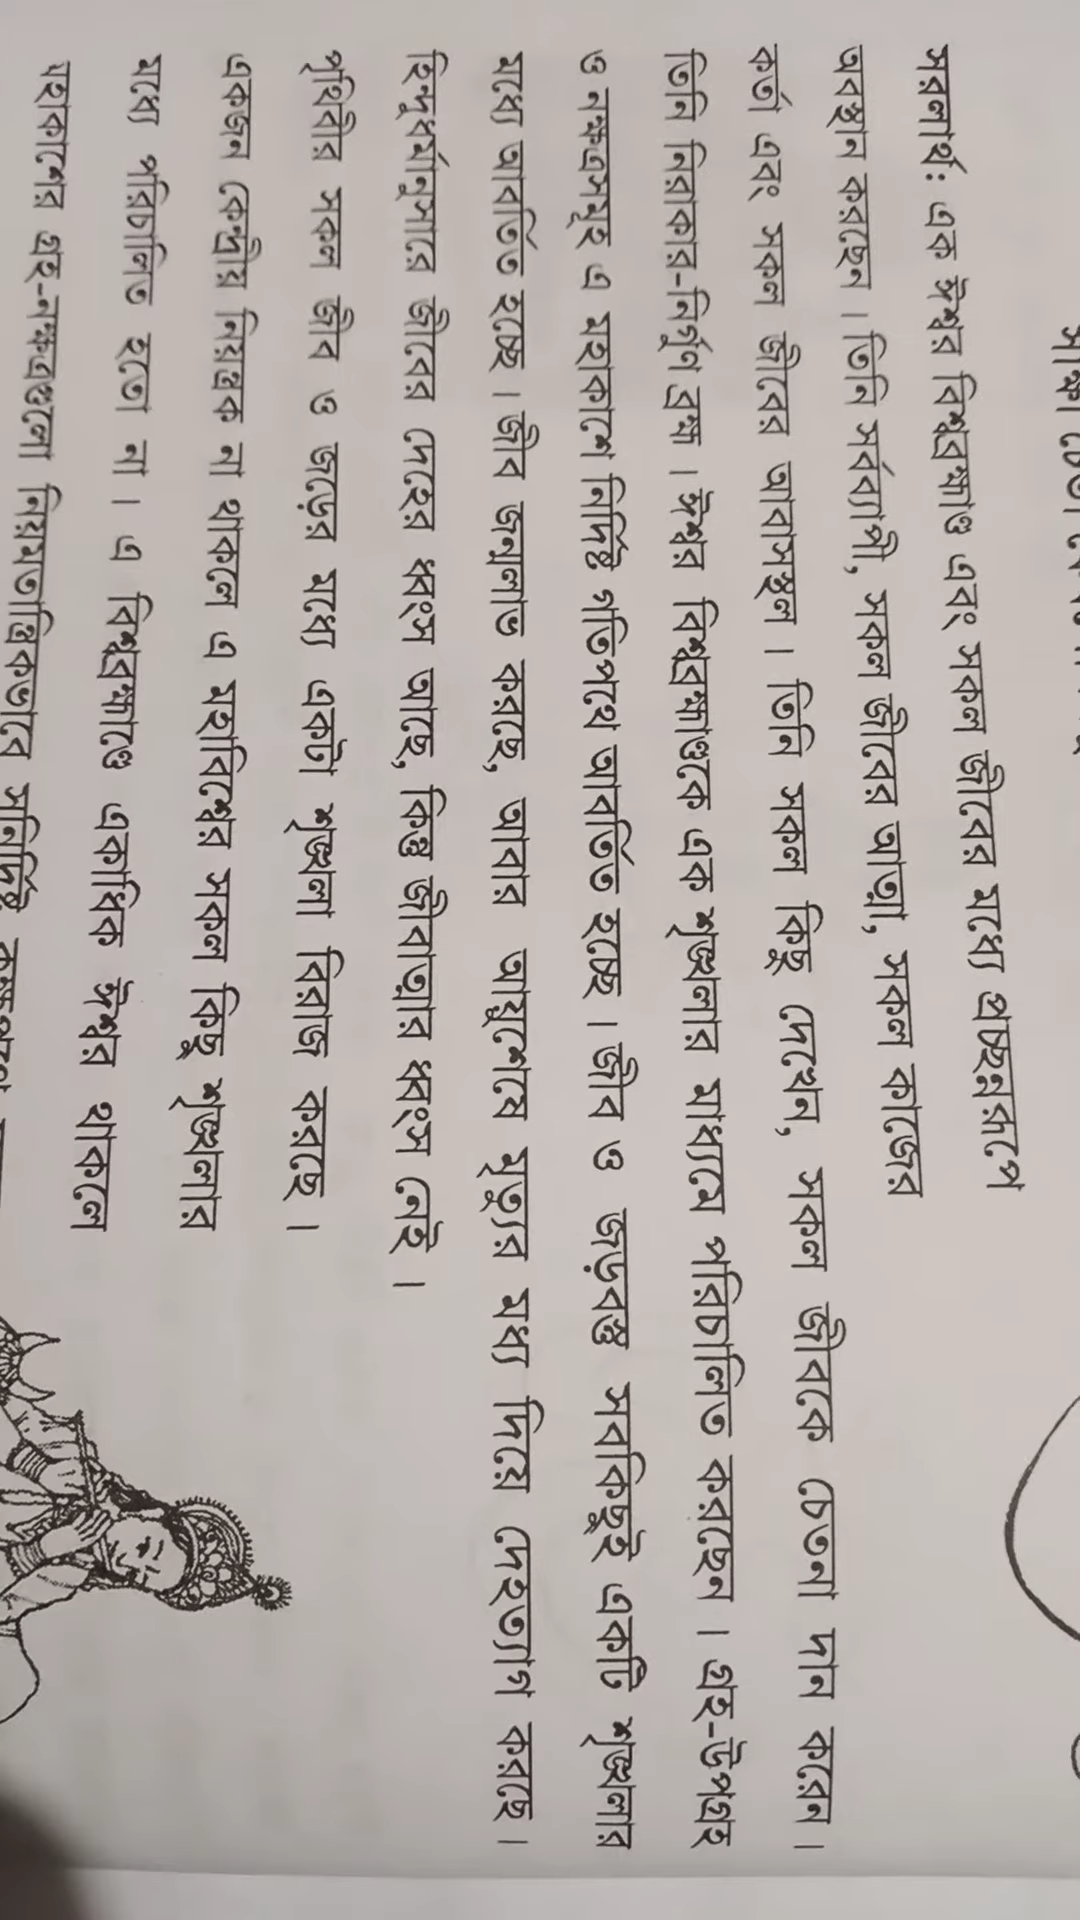 সরলার্থ: এক ঈশ্বর বিশ্বব্রহ্মাণ্ড এবং সকল জীবের মধ্যে প্রচ্ছন্নরূপে
অবস্থান করছেন। তিনি সর্বব্যাপী, সকল জীবের আত্মা, সকল কাজের
কর্তা এবং সকল জীবের আবাসস্থল। তিনি সকল কিছু দেখেন, সকল জীবকে চেতনা দান করেন।
তিনি নিরাকার-নির্গুণ ব্রহ্ম। ঈশ্বর বিশ্বব্রহ্মাণ্ডকে এক শৃঙ্খলার মাধ্যমে পরিচালিত করছেন। গ্রহ-উপগ্রহ
ও নক্ষত্রসমূহ এ মহাকাশে নির্দিষ্ট গতিপথে আবর্তিত হচ্ছে। জীব ও জড়বস্তু সবকিছুই একটি শৃঙ্খলার
মধ্যে আবর্তিত হচ্ছে। জীব জন্মলাভ করছে, আবার আয়ুশেষে মৃত্যুর মধ্য দিয়ে দেহত্যাগ করছে।
হিন্দুধর্মানুসারে জীবের দেহের ধ্বংস আছে, কিন্তু জীবাত্মার ধ্বংস নেই।
পৃথিবীর সকল জীব ও জড়ের মধ্যে একটা শৃঙ্খলা বিরাজ করছে।
একজন কেন্দ্রীয় নিয়ন্ত্রক না থাকলে এ মহাবিশ্বের সকল কিছু শৃঙ্খলার
মধ্যে পরিচালিত হতো না। এ বিশ্বব্রহ্মাণ্ডে একাধিক ঈশ্বর থাকলে
মহাকাশের গ্রহ-নক্ষত্রগুলো নিয়মতান্ত্রিকভাবে